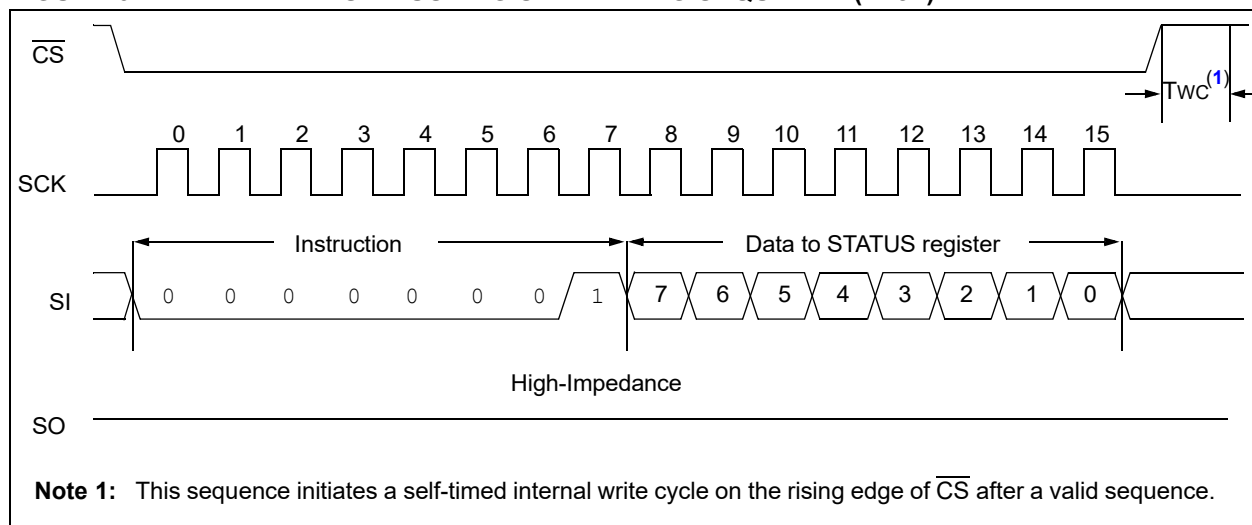 CS
TWC(1)
0 1 2 3 4 5 6 7 8 9 10 11 12 13 14 15
SCK
Instruction
Data to STATUS register
SI
0 0 0 0 0 0 0 1 7 6 5 4 3 2 1 0
High-Impedance
SO
Note 1: This sequence initiates a self-timed internal write cycle on the rising edge of CS after a valid sequence.